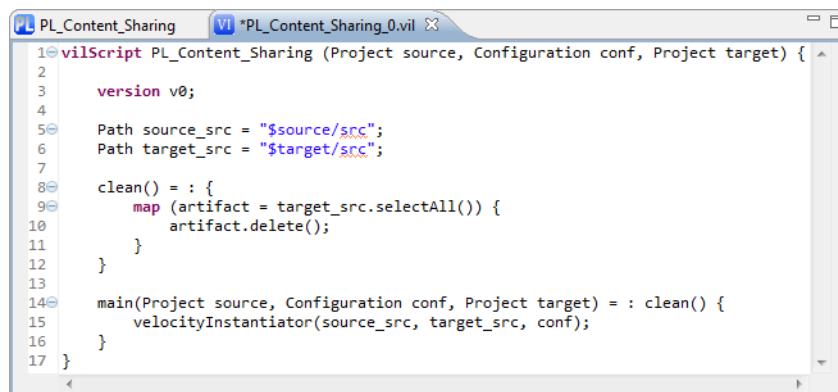 PL PL_Content_Sharing VI *PL_Content_Sharing_0.vil
1 vilScript PL_Content_Sharing (Project source, Configuration conf, Project target) {
2
3 version v0;
4
5 Path source_src = "$source/src";
6 Path target_src = "$target/src";
7
8 clean() = : {
9 map (artifact = target_src.selectAll()) {
10 artifact.delete();
11 }
12 }
13
14 main(Project source, Configuration conf, Project target) = : clean() {
15 velocityInstantiator(source_src, target_src, conf);
16 }
17 }